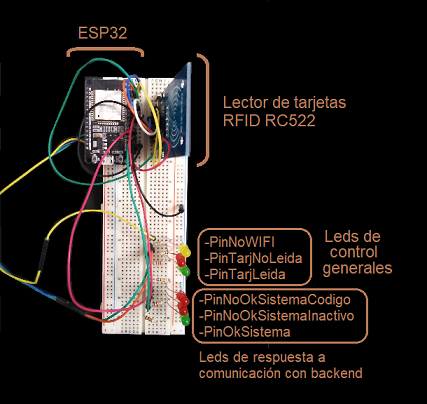 ESP32
Lector de tarjetas
RFID RC522
-PinNoWIFI
-PinTarjNoLeida
-PinTarjLeida
Leds de
control
generales
-PinNoOkSistemaCodigo
-PinNoOkSistemaInactivo
-PinOkSistema
Leds de respuesta a
comunicación con backend